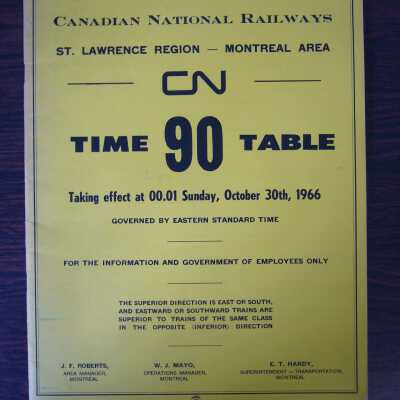 CANADIAN NATIONAL RAILWAYS
ST. LAWRENCE REGION — MONTREAL AREA
CN
TIME 90 TABLE
Taking effect at 00.01 Sunday, October 30th, 1966
GOVERNED BY EASTERN STANDARD TIME
FOR THE INFORMATION AND GOVERNMENT OF EMPLOYEES ONLY
THE SUPERIOR DIRECTION IS EAST OR SOUTH,
AND EASTWARD OR SOUTHWARD TRAINS ARE
SUPERIOR TO TRAINS OF THE SAME CLASS
IN THE OPPOSITE (INFERIOR) DIRECTION
J. F. ROBERTS, W. J. MAYO, E. T. HARDY,
AREA MANAGER, OPERATIONS MANAGER, SUPERINTENDENT — TRANSPORTATION,
MONTREAL MONTREAL MONTREAL